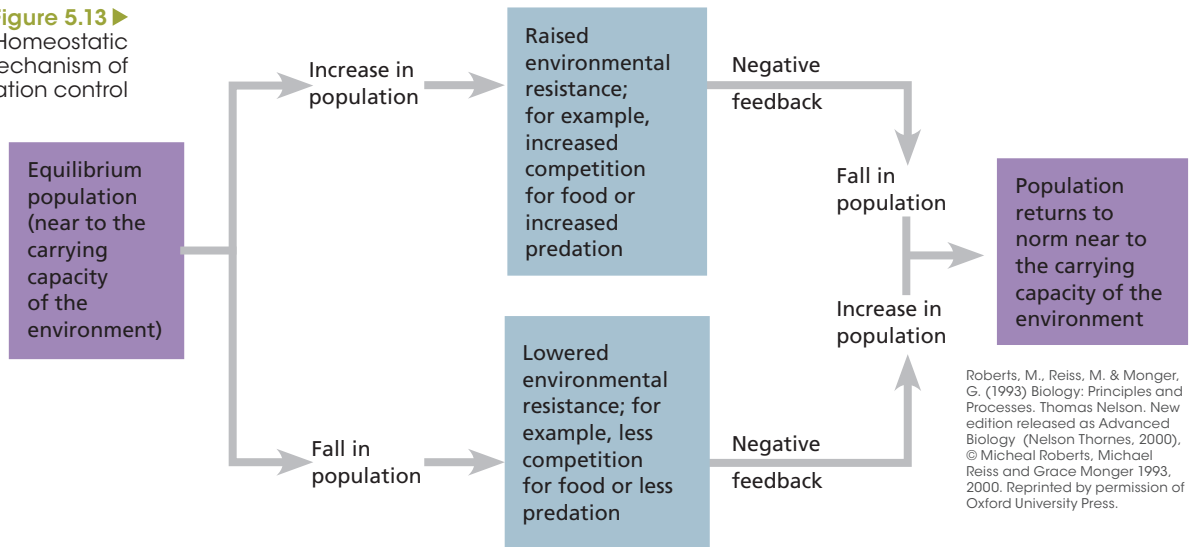 Figure 5.13
Homeostatic
mechanism of
ation control
Equilibrium
population
(near to the
carrying
capacity
of the
environment)
Increase in
population
Raised
environmental
resistance;
for example,
increased
competition
for food or
increased
predation
Negative
feedback
Fall in
population
Fall in
population
Lowered
environmental
resistance; for
example, less
competition
for food or less
predation
Negative
feedback
Increase in
population
Population
returns to
norm near to
the carrying
capacity of the
environment
Roberts, M., Reiss, M. & Monger,
G. (1993) Biology: Principles and
Processes. Thomas Nelson. New
edition released as Advanced
Biology (Nelson Thornes, 2000),
© Micheal Roberts, Michael
Reiss and Grace Monger 1993,
2000. Reprinted by permission of
Oxford University Press.